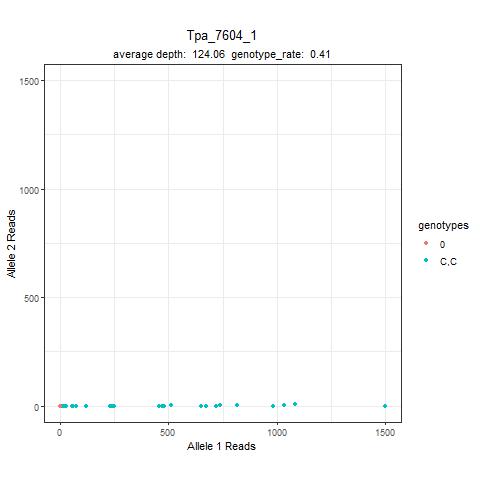 Tpa_7604_1
average depth:  124.06  genotype_rate:  0.41
1500
1000
500
0
Allele 2 Reads
0
500
1000
1500
Allele 1 Reads
genotypes
0
C,C